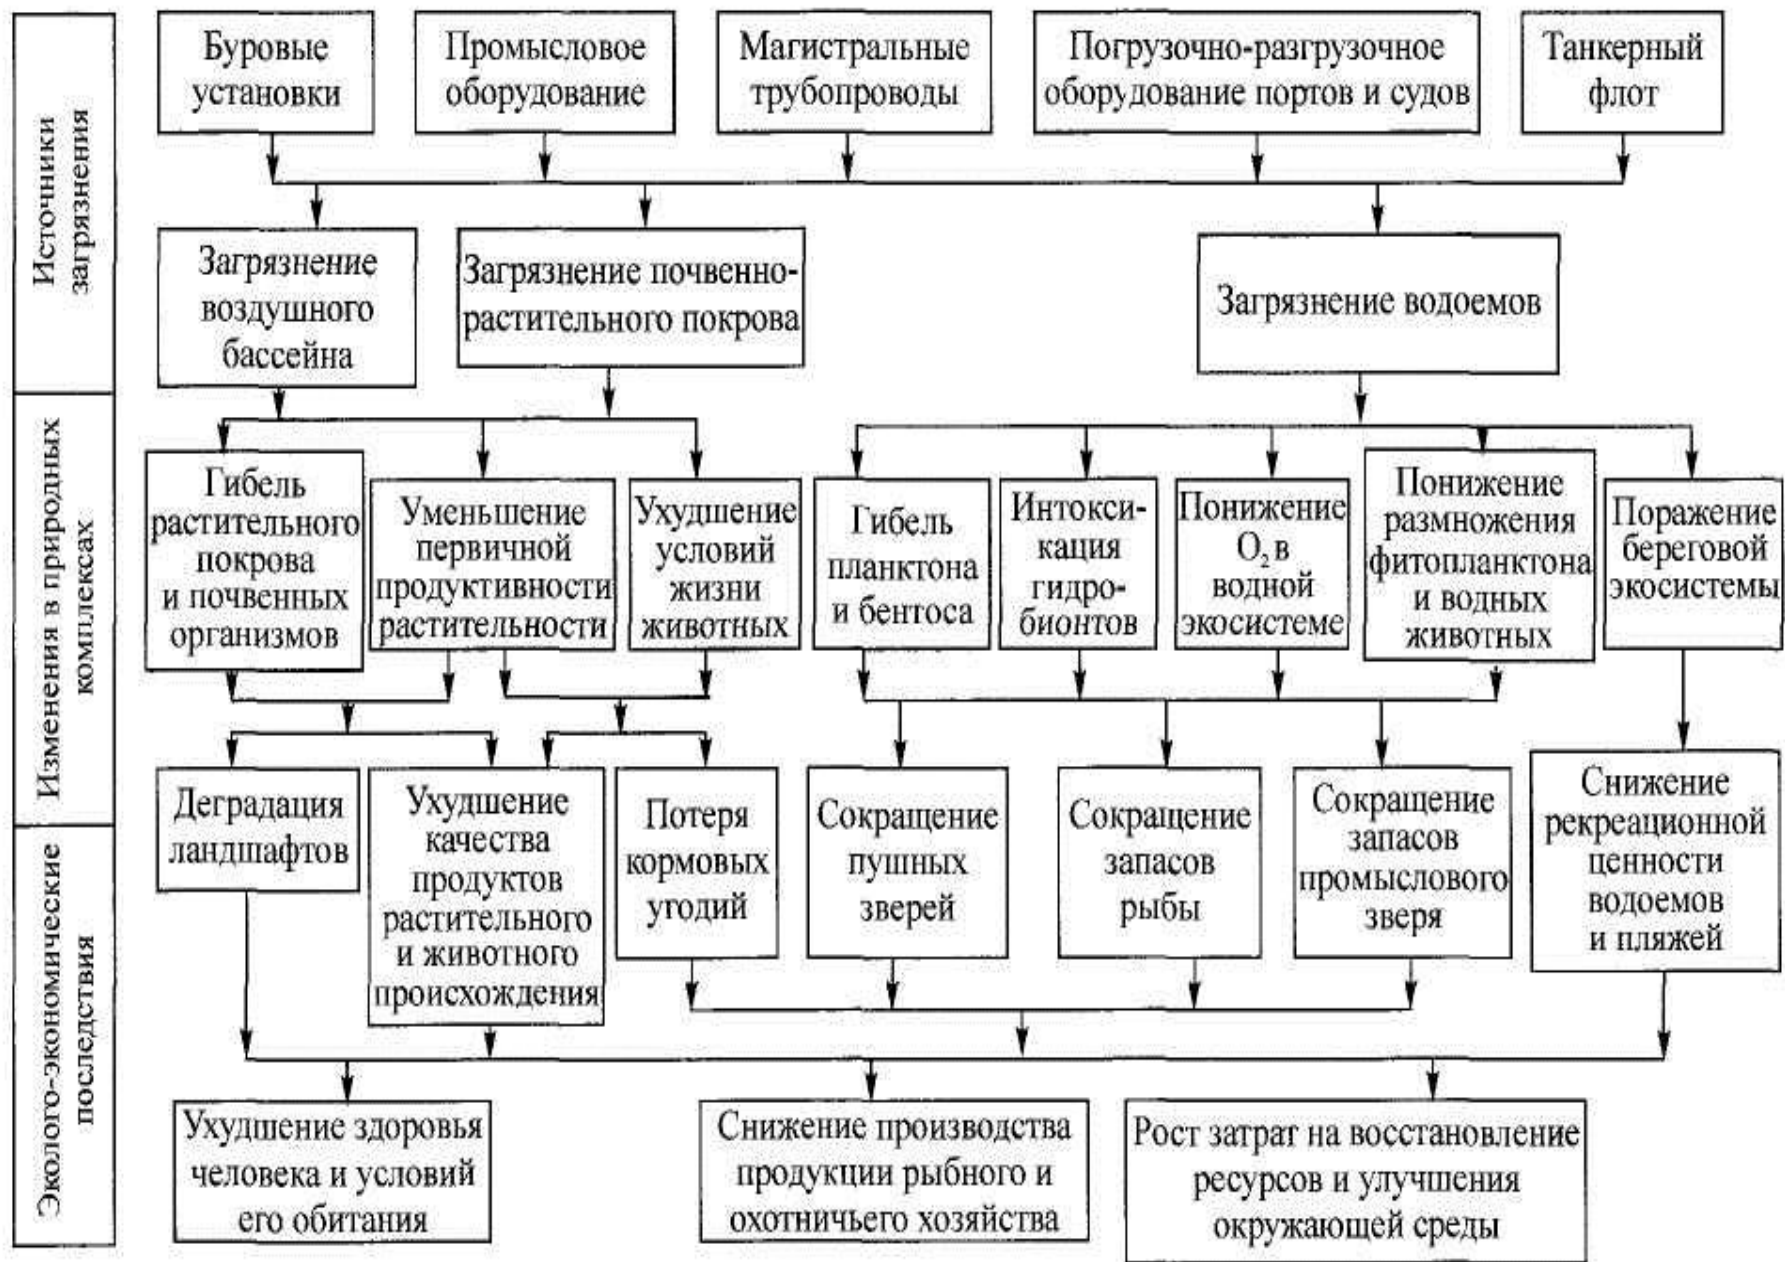 Источники
загрязнения
Буровые
установки
Промысловое
оборудование
Магистральные
трубопроводы
Погрузочно-разгрузочное
оборудование портов и судов
Танкерный
флот
Загрязнение
воздушного
бассейна
Загрязнение почвенно-
растительного покрова
Загрязнение водоемов
Изменения в природных
комплексах
Гибель
растительного
покрова
и почвенных
организмов
Уменьшение
первичной
продуктивности
растительности
Ухудшение
условий
жизни
животных
Гибель
планктона
и бентоса
Интокси-
кация
гидро-
бионтов
Понижение
O₂ в
водной
экосистеме
Понижение
размножения
фитопланктона
и водных
животных
Поражение
береговой
экосистемы
Деградация
ландшафтов
Ухудшение
качества
продуктов
растительного
и животного
происхождения
Потеря
кормовых
угодий
Сокращение
пушных
зверей
Сокращение
запасов
рыбы
Сокращение
запасов
промыслового
зверя
Снижение
рекреационной
ценности
водоемов
и пляжей
Эколого-экономические
последствия
Ухудшение здоровья
человека и условий
его обитания
Снижение производства
продукции рыбного и
охотничьего хозяйства
Рост затрат на восстановление
ресурсов и улучшения
окружающей среды